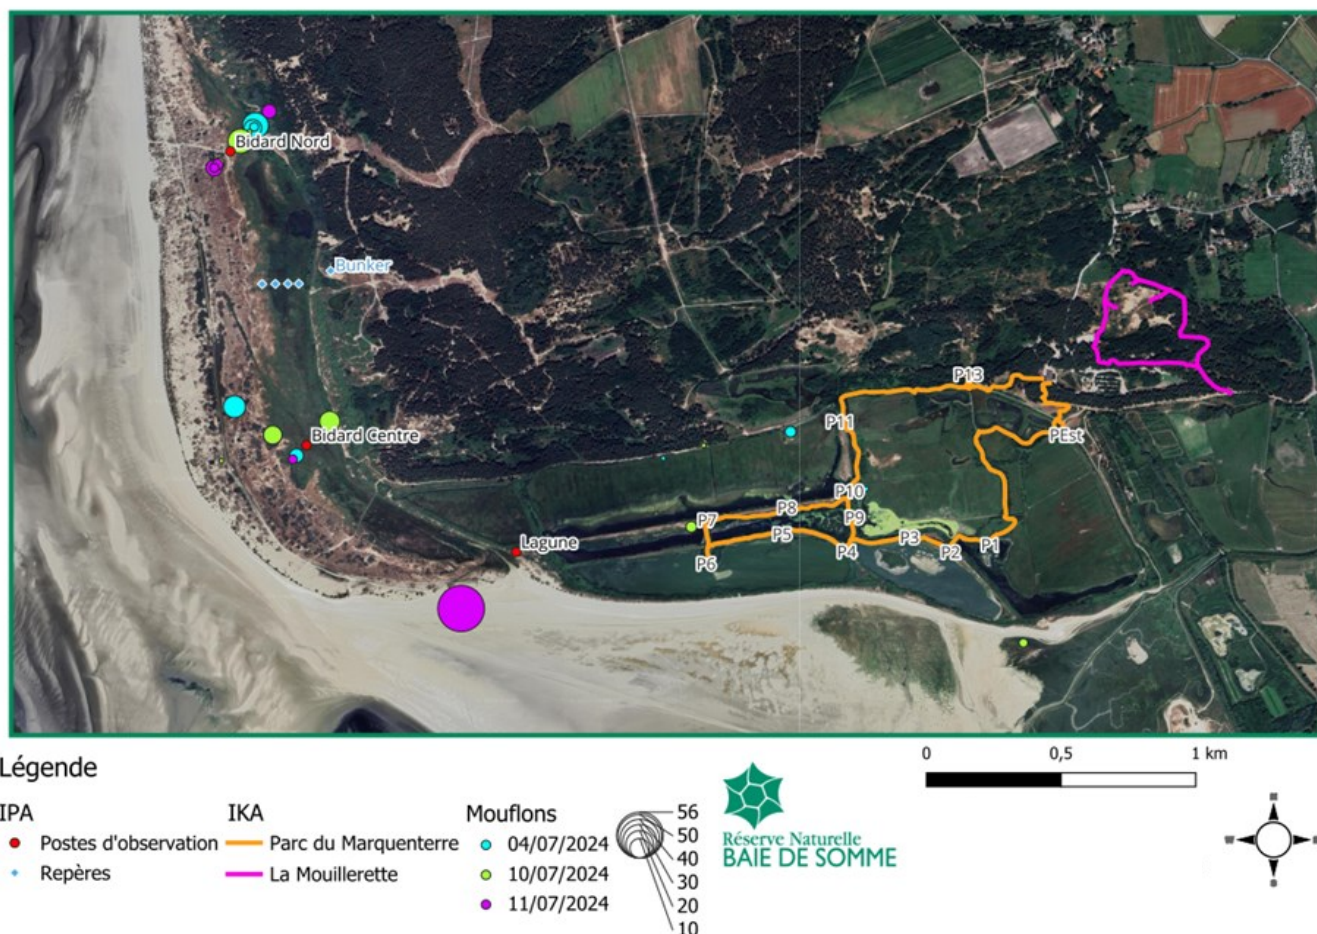 Bidard Nord
Bunker
Bidard Centre
Lagune
P13
P11
PEst
P10
P9
P8
P7
P5
P6
P4
P3
P2
P1
Légende
IPA
Postes d'observation
Repères
IKA
Parc du Marquenterre
La Mouillerette
Mouflons
04/07/2024
10/07/2024
11/07/2024
56
50
40
30
20
10
Réserve Naturelle
BAIE DE SOMME
0 0,5 1 km